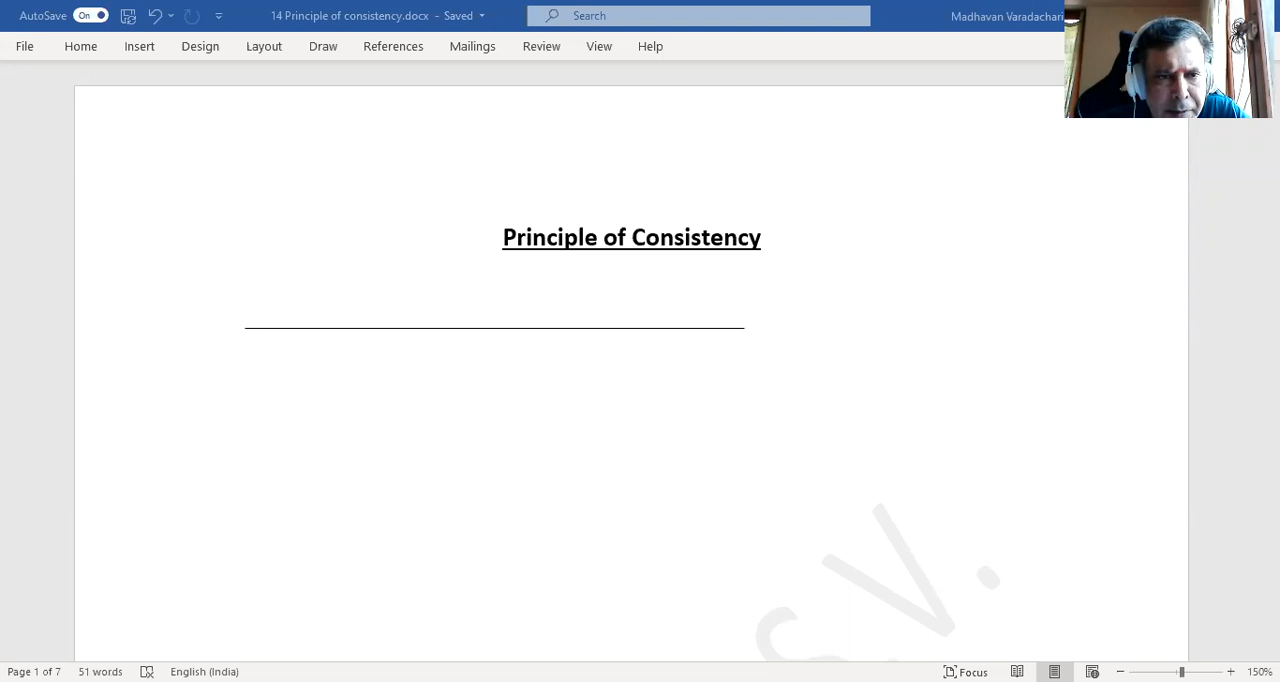 AutoSave On 14 Principle of consistency.docx - Saved Search Madhavan Varadachari
File Home Insert Design Layout Draw References Mailings Review View Help
Principle of Consistency
S.V.
Page 1 of 7 51 words English (India) Focus 150%